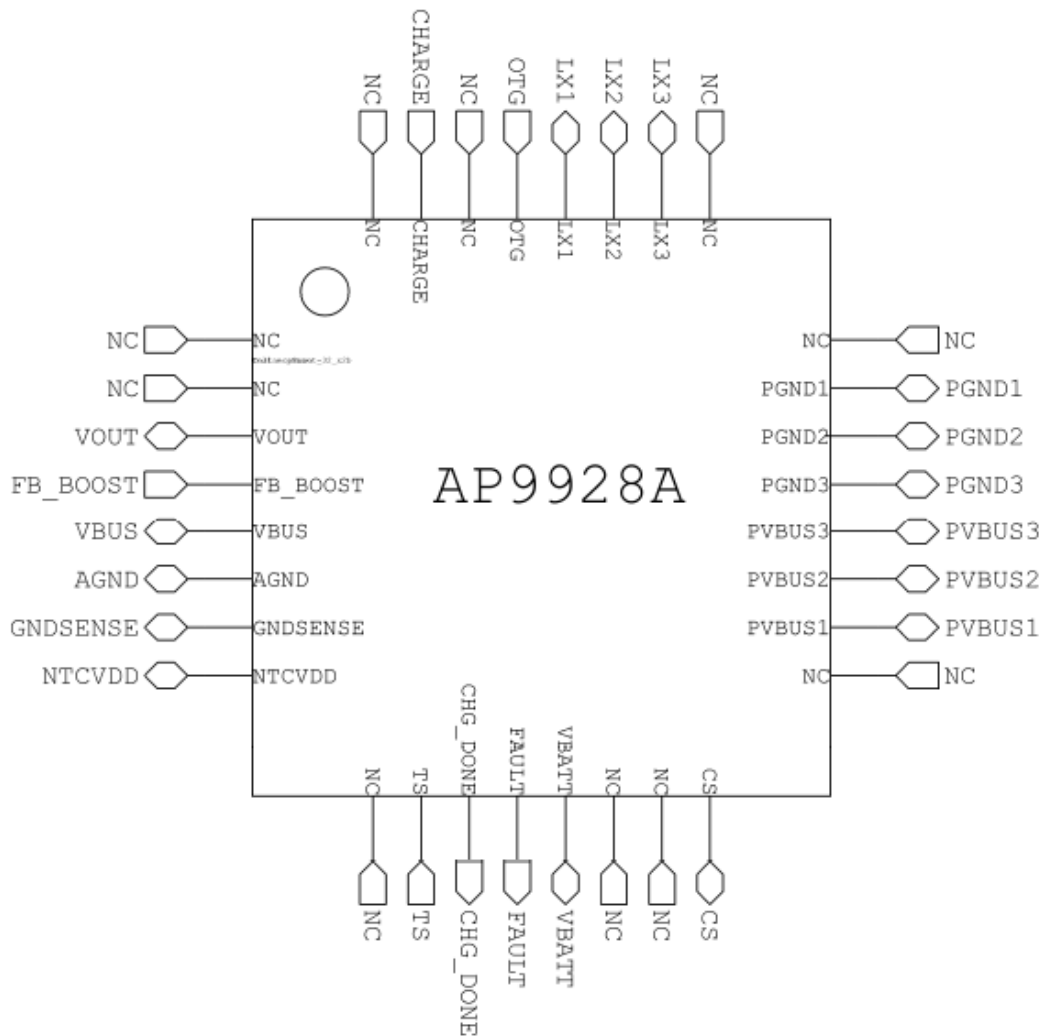 NC
CHARGE
NC
OTG
LX1
LX2
LX3
NC
NC
CHARGE
NC
OTG
LX1
LX2
LX3
NC
NC NC NC NC
NC NC PGND1 PGND1
VOUT VOUT PGND2 PGND2
FB_BOOST FB_BOOST AP9928A PGND3 PGND3
VBUS VBUS PVBUS3 PVBUS3
AGND AGND PVBUS2 PVBUS2
GNDSENSE GNDSENSE PVBUS1 PVBUS1
NTCVDD NTCVDD NC NC
NC
TS
CHG_DONE
FAULT
VBATT
NC
NC
CS
NC
TS
CHG_DONE
FAULT
VBATT
NC
NC
CS